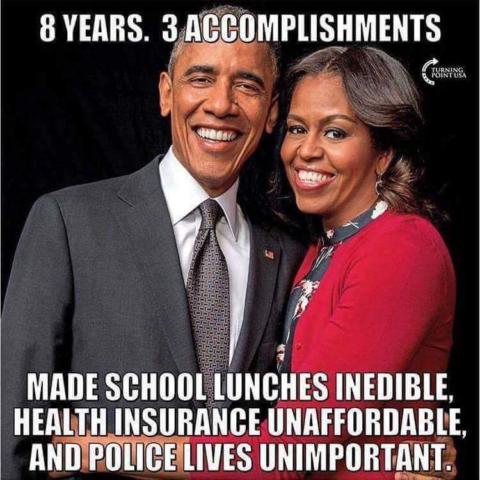 8 YEARS. 3 ACCOMPLISHMENTS
TURNING
POINT USA
MADE SCHOOL LUNCHES INEDIBLE,
HEALTH INSURANCE UNAFFORDABLE,
AND POLICE LIVES UNIMPORTANT.